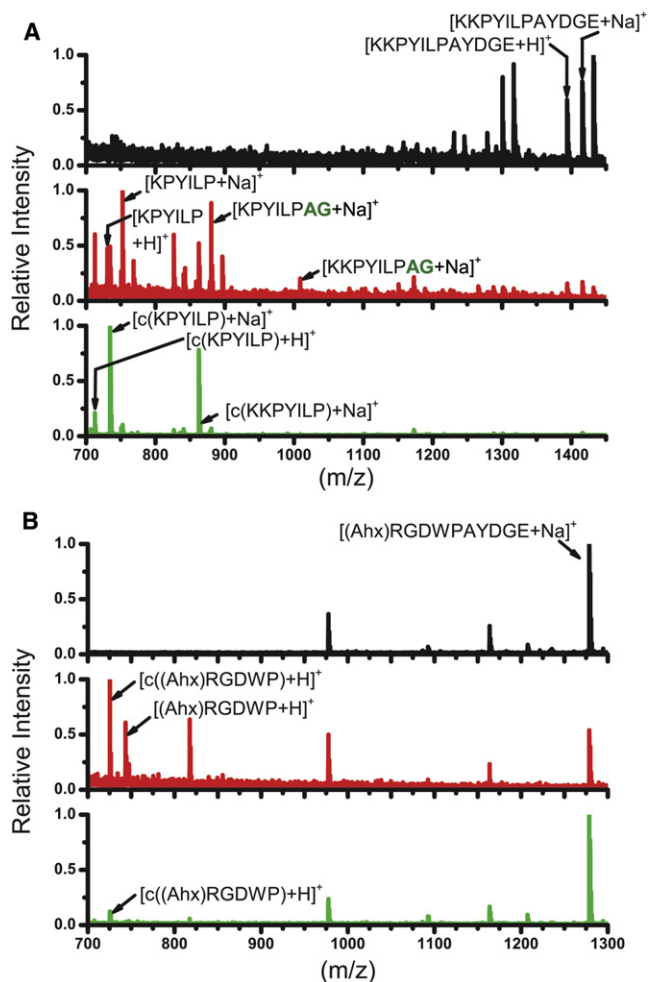 A
[KKPYILPAYDGE+Na]+
[KKPYILPAYDGE+H]+
1.0
0.5
0.0
[KPYILP+Na]+
[KPYILP
+H]+
[KPYILPAG+Na]+
[KKPYILPAG+Na]+
1.0
0.5
0.0
[c(KPYILP)+Na]+
[c(KPYILP)+H]+
[c(KKPYILP)+Na]+
1.0
0.5
0.0
Relative Intensity
700 800 900 1000 1100 1200 1300 1400
(m/z)
B
[(Ahx)RGDWPAYDGE+Na]+
1.0
0.5
0.0
[c((Ahx)RGDWP)+H]+
[(Ahx)RGDWP+H]+
1.0
0.5
0.0
[c((Ahx)RGDWP)+H]+
1.0
0.5
0.0
Relative Intensity
700 800 900 1000 1100 1200 1300
(m/z)